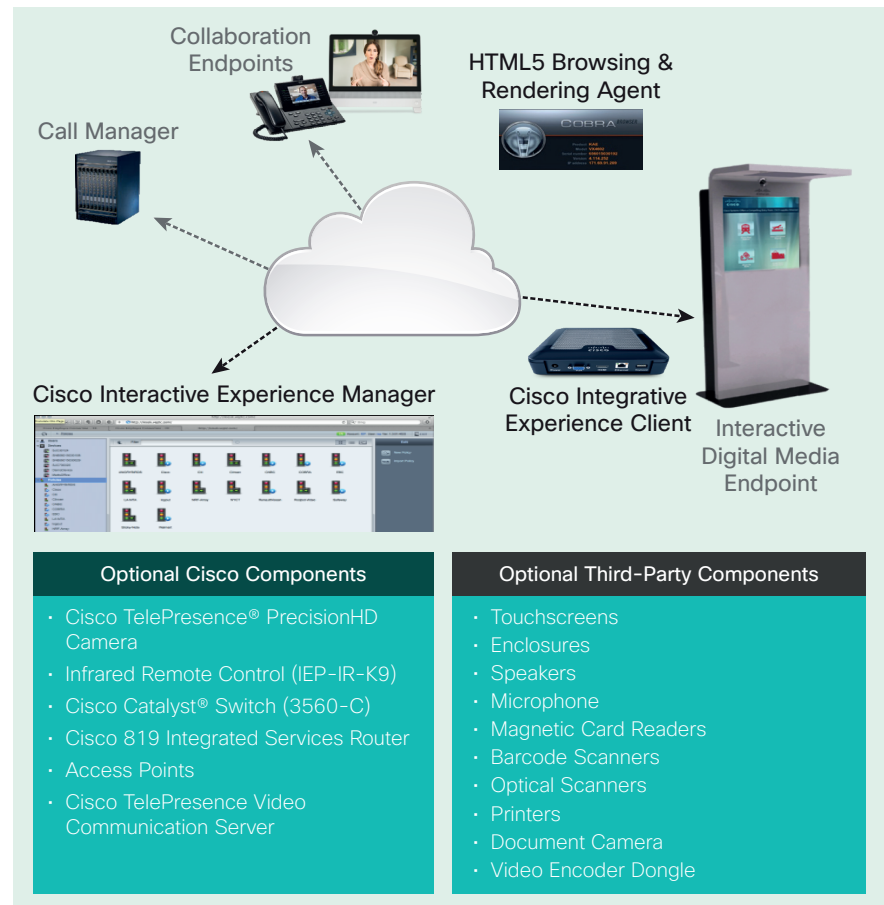 Collaboration
Endpoints
HTML5 Browsing &
Rendering Agent
COBRA BROWSER
Call Manager
CISCO
Cisco Interactive Experience Manager
Cisco Integrative
Experience Client
Interactive
Digital Media
Endpoint
Optional Cisco Components
· Cisco TelePresence® PrecisionHD
Camera
· Infrared Remote Control (IEP-IR-K9)
· Cisco Catalyst® Switch (3560-C)
· Cisco 819 Integrated Services Router
· Access Points
· Cisco TelePresence Video
Communication Server
Optional Third-Party Components
· Touchscreens
· Enclosures
· Speakers
· Microphone
· Magnetic Card Readers
· Barcode Scanners
· Optical Scanners
· Printers
· Document Camera
· Video Encoder Dongle